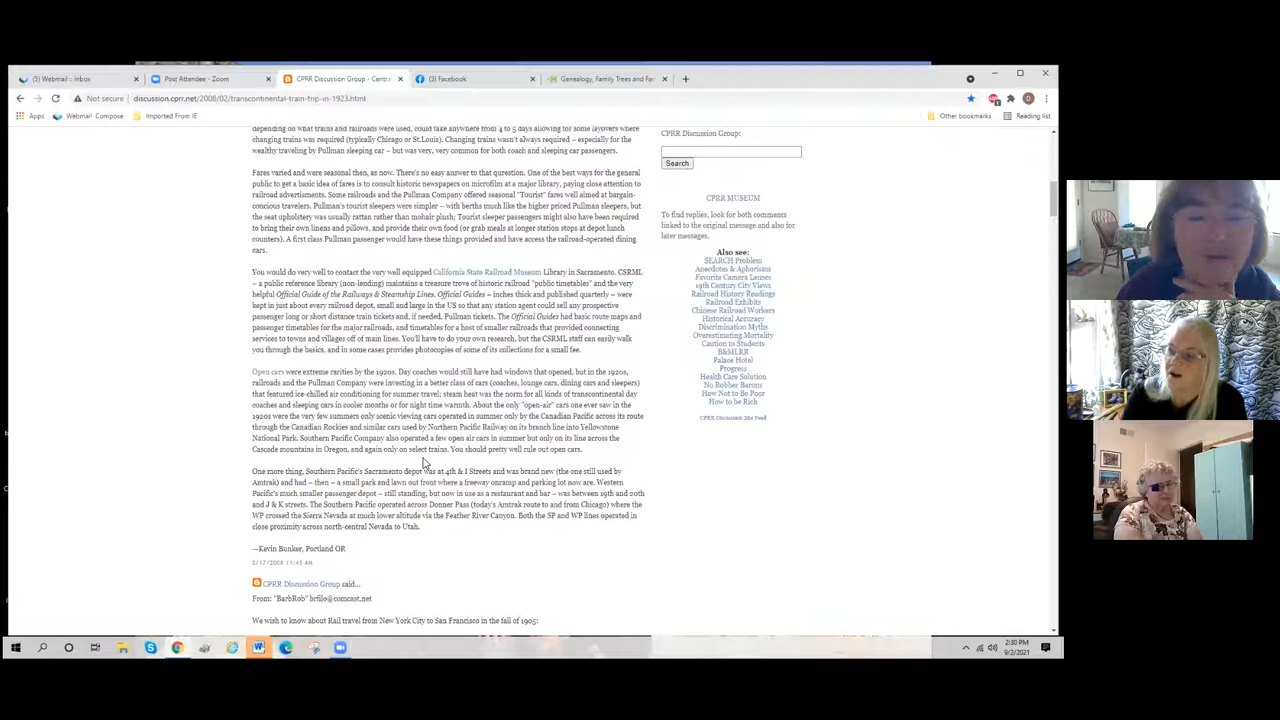 (5) Webmail :: Inbox
Post Attendee - Zoom
CPRR Discussion Group - Centra
(3) Facebook
Genealogy, Family Trees and Fam
Not secure | discussion.cprr.net/2008/02/transcontinental-train-trip-in-1923.html
Apps
Webmail Compose
Imported From IE
Other bookmarks
Reading list
depending on what trains and railroads were used, could take anywhere from 4 to 5 days allowing for some layovers where
changing trains was required (typically Chicago or St.Louis). Changing trains wasn't always required – especially for the
wealthy traveling by Pullman sleeping car – but was very, very common for both coach and sleeping car passengers.
Fares varied and were seasonal then, as now. There's no easy answer to that question. One of the best ways for the general
public to get a basic idea of fares is to consult historic newspapers on microfilm at a major library, paying close attention to
railroad advertisements. Some railroads and the Pullman Company offered seasonal "Tourist" fares well aimed at bargain-
concious travelers. Pullman's tourist sleepers were simpler – with berths much like the higher priced Pullman sleepers, but
the seat upholstery was usually rattan rather than mohair plush; Tourist sleeper passengers might also have been required
to bring their own linens and pillows, and provide their own food (or grab meals at longer station stops at depot lunch
counters). A first class Pullman passenger would have these things provided and have access the railroad-operated dining
cars.
You would do very well to contact the very well equipped California State Railroad Museum Library in Sacramento. CSRML
– a public reference library (non-lending) maintains a treasure trove of historic railroad "public timetables" and the very
helpful Official Guide of the Railways & Steamship Lines. Official Guides – inches thick and published quarterly – were
kept in just about every railroad depot, small and large in the US so that any station agent could sell any prospective
passenger long or short distance train tickets and, if needed, Pullman tickets. The Official Guides had basic route maps and
passenger timetables for the major railroads, and timetables for a host of smaller railroads that provided connecting
services to towns and villages off of main lines. You'll have to do your own research, but the CSRML staff can easily walk
you through the basics, and in some cases provides photocopies of some of its collections for a small fee.
Open cars were extreme rarities by the 1920s. Day coaches would still have had windows that opened, but in the 1920s,
railroads and the Pullman Company were investing in a better class of cars (coaches, lounge cars, dining cars and sleepers)
that featured ice-chilled air conditioning for summer travel; steam heat was the norm for all kinds of transcontinental day
coaches and sleeping cars in cooler months or for night time warmth. About the only "open-air" cars one ever saw in the
1920s were the very few summers only scenic viewing cars operated in summer only by the Canadian Pacific across its route
through the Canadian Rockies and similar cars used by Northern Pacific Railway on its branch line into Yellowstone
National Park. Southern Pacific Company also operated a few open air cars in summer but only on its line across the
Cascade mountains in Oregon, and again only on select trains. You should pretty well rule out open cars.
One more thing, Southern Pacific's Sacramento depot was at 4th & I Streets and was brand new (the one still used by
Amtrak) and had – then – a small park and lawn out front where a freeway onramp and parking lot now are. Western
Pacific's much smaller passenger depot – still standing, but now in use as a restaurant and bar – was between 19th and 20th
and J & K streets. The Southern Pacific operated across Donner Pass (today's Amtrak route to and from Chicago) where the
WP crossed the Sierra Nevada at much lower altitude via the Feather River Canyon. Both the SP and WP lines operated in
close proximity across north-central Nevada to Utah.
—Kevin Bunker, Portland OR
2/17/2008 11:43 AM
CPRR Discussion Group said...
From: "BarbRob" brfilo@comcast.net
We wish to know about Rail travel from New York City to San Francisco in the fall of 1905:
CPRR Discussion Group:
Search
CPRR MUSEUM
To find replies, look for both comments
linked to the original message and also for
later messages.
Also see:
SEARCH Problem
Anecdotes & Aphorisms
Favorite Camera Lenses
19th Century City Views
Railroad History Readings
Railroad Exhibits
Chinese Railroad Workers
Historical Accuracy
Discrimination Myths
Overestimating Mortality
Caution to Students
B&MLRR
Palace Hotel
Progress
Health Care Solution
No Robber Barons
How Not to Be Poor
How to be Rich
CPRR Discussion Site Feed
2:30 PM
9/2/2021